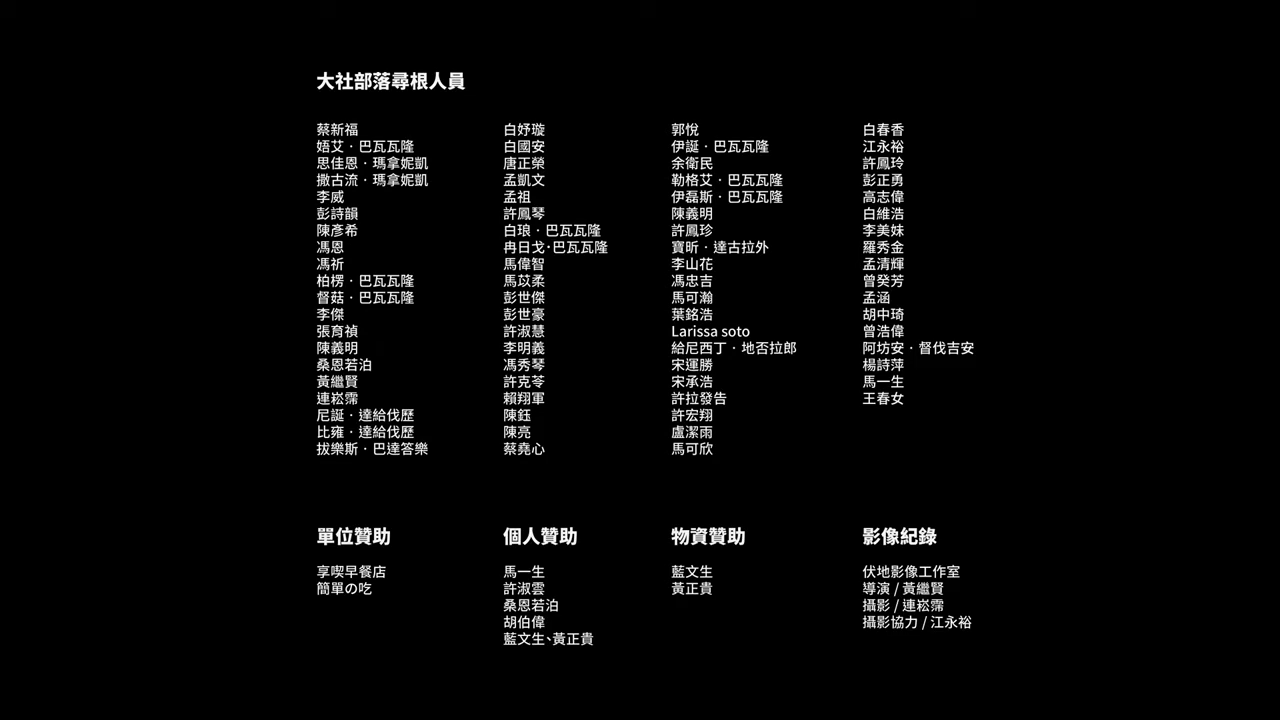 大社部落尋根人員
蔡新福
娪艾·巴瓦瓦隆
思佳恩·瑪拿妮凱
撒古流·瑪拿妮凱
李威
彭詩韻
陳彥希
馮恩
馮祈
柏楞·巴瓦瓦隆
督菇·巴瓦瓦隆
李傑
張育禎
陳義明
桑恩若泊
黃繼賢
連崧霈
尼誕·達給伐歷
比雍·達給伐歷
拔樂斯·巴達答樂
白妤璇
白國安
唐正榮
孟凱文
孟祖
許鳳琴
白琅·巴瓦瓦隆
冉日戈·巴瓦瓦隆
馬偉智
馬苡柔
彭世傑
彭世豪
許淑慧
李明義
馮秀琴
許克苓
賴翔軍
陳鈺
陳亮
蔡堯心
郭悅
伊誕·巴瓦瓦隆
余衛民
勒格艾·巴瓦瓦隆
伊磊斯·巴瓦瓦隆
陳義明
許鳳珍
寶昕·達古拉外
李山花
馮忠吉
馬可瀚
葉銘浩
Larissa soto
給尼西丁·地否拉郎
宋運勝
宋承浩
許拉發告
許宏翔
盧潔雨
馬可欣
白春香
江永裕
許鳳玲
彭正勇
高志偉
白維浩
李美妹
羅秀金
孟清輝
曾癸芳
孟涵
胡中琦
曾浩偉
阿坊安·督伐吉安
楊詩萍
馬一生
王春女
單位贊助
享喫早餐店
簡單の吃
個人贊助
馬一生
許淑雲
桑恩若泊
胡伯偉
藍文生、黃正貴
物資贊助
藍文生
黃正貴
影像紀錄
伏地影像工作室
導演 / 黃繼賢
攝影 / 連崧霈
攝影協力 / 江永裕